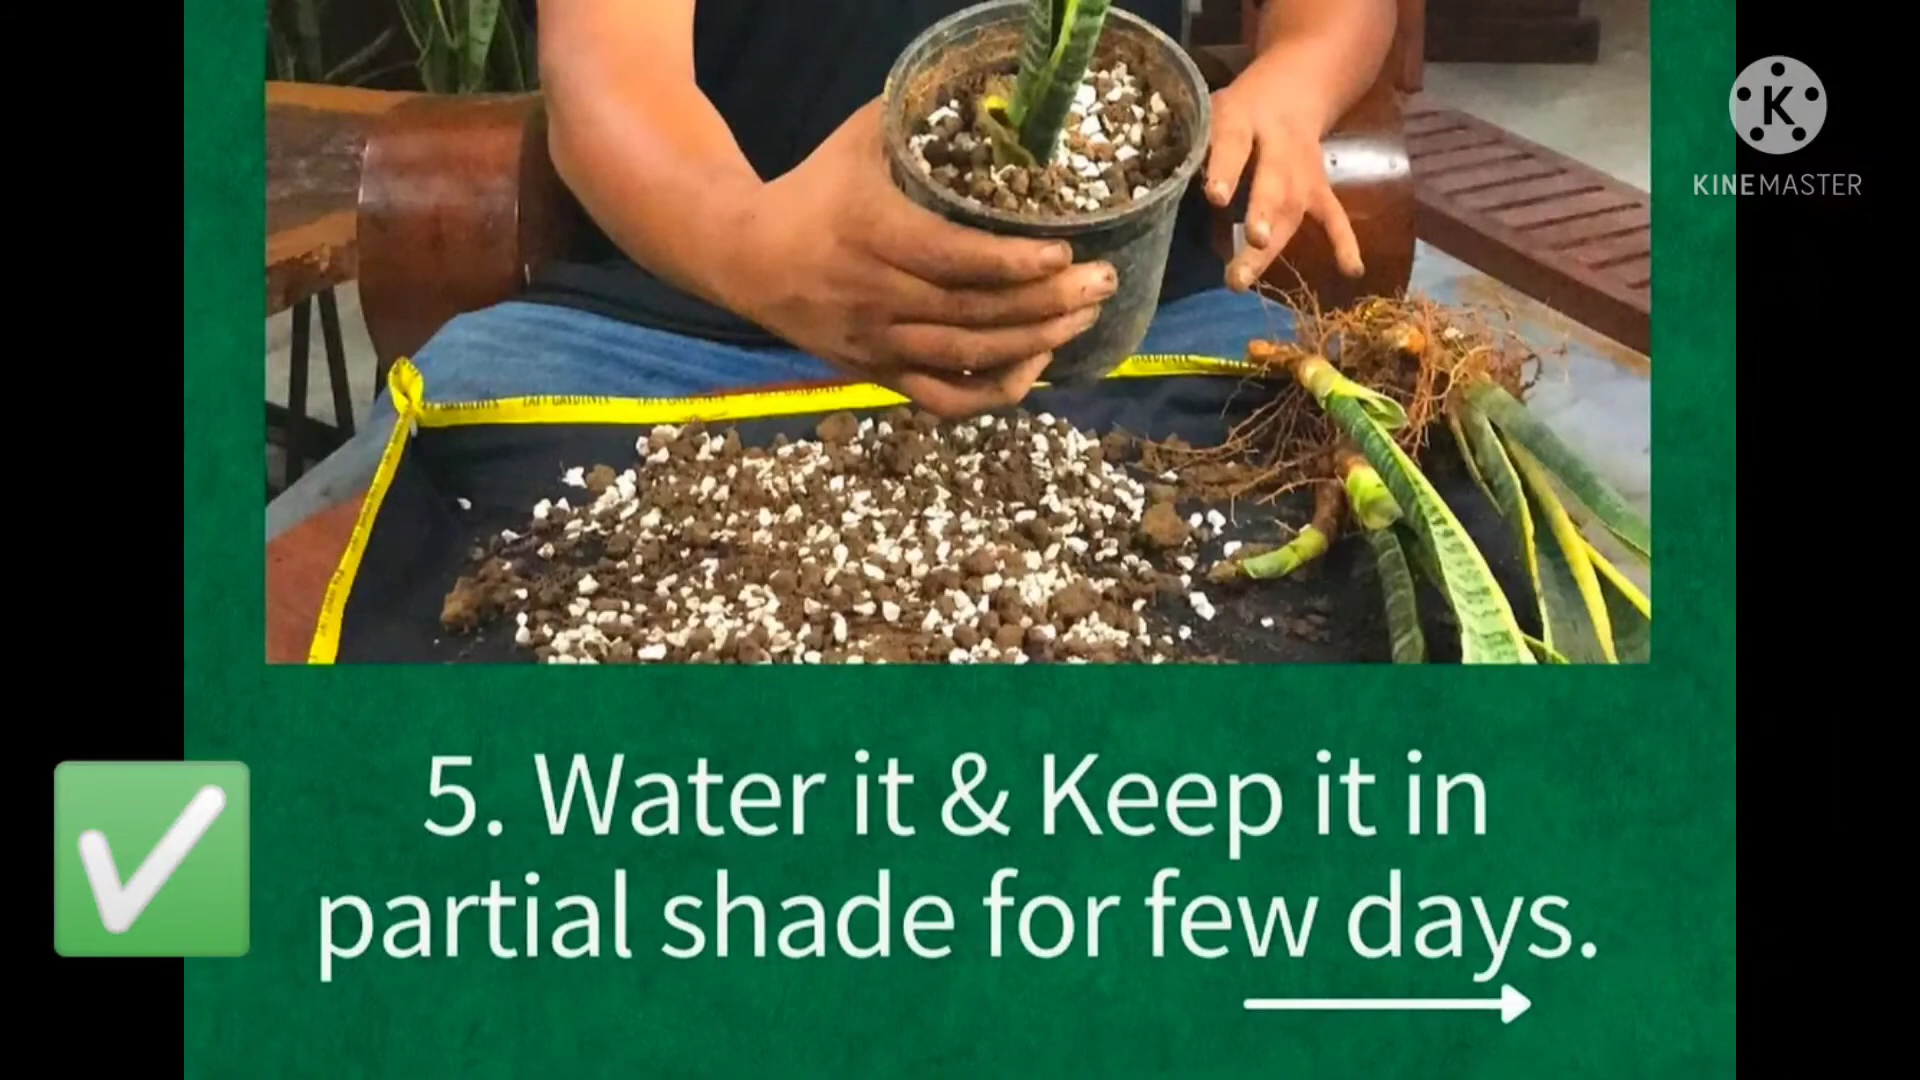 K
KINEMASTER
5. Water it & Keep it in
partial shade for few days.